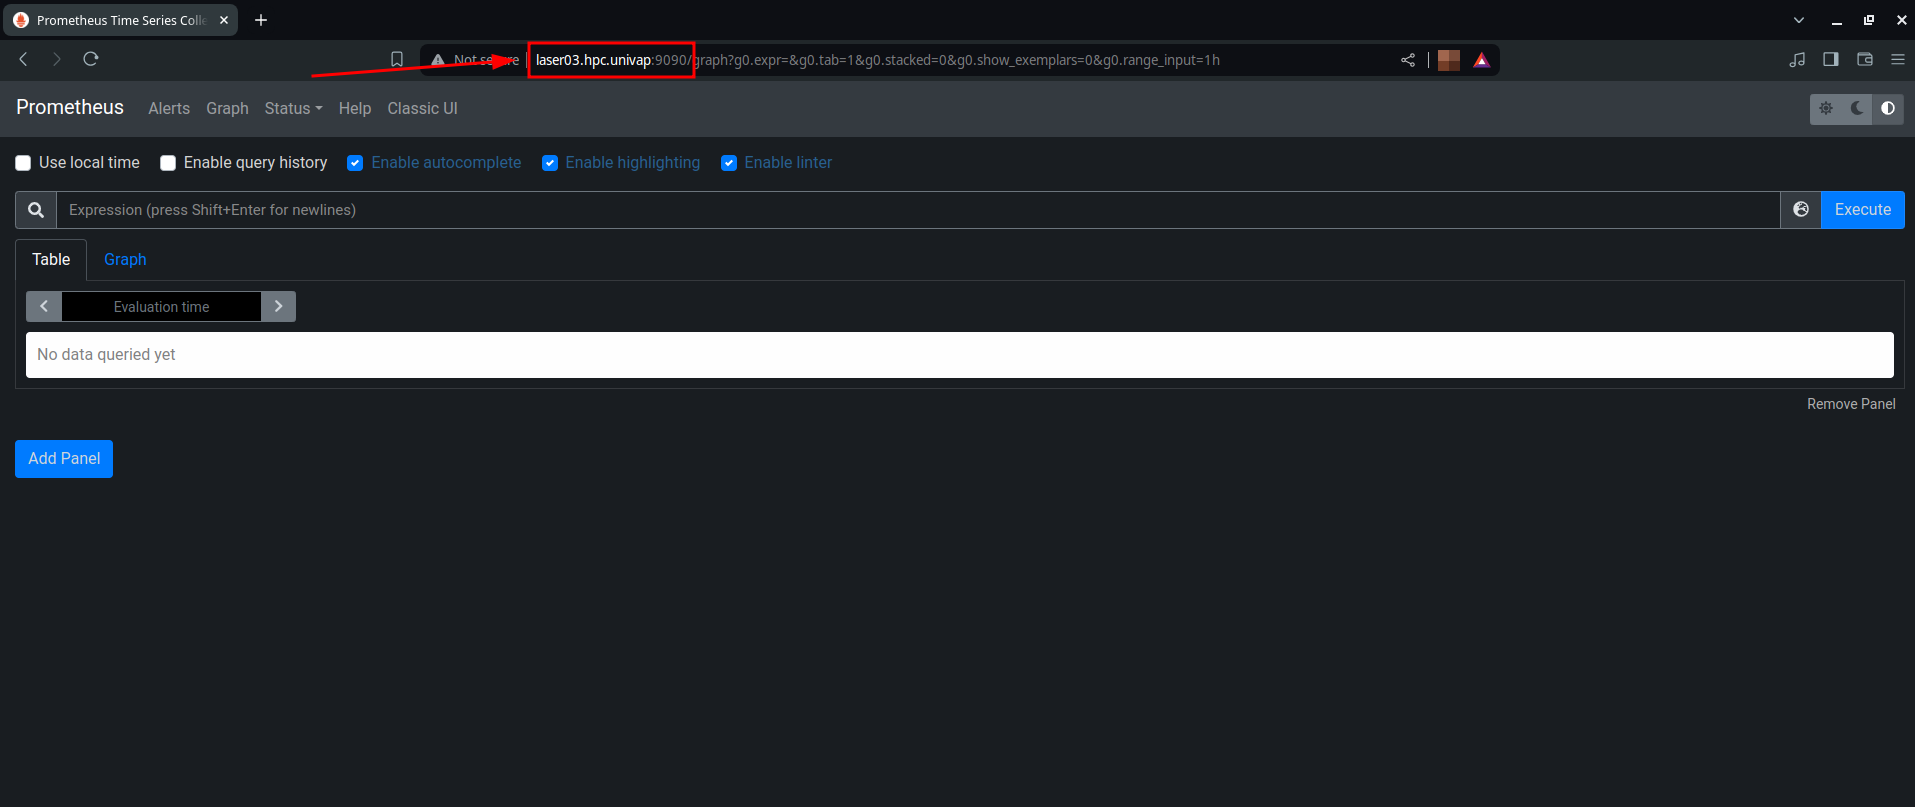 Prometheus Time Series Colle
Not secure laser03.hpc.univap:9090/graph?g0.expr=&g0.tab=1&g0.stacked=0&g0.show_exemplars=0&g0.range_input=1h
Prometheus Alerts Graph Status Help Classic UI
Use local time Enable query history Enable autocomplete Enable highlighting Enable linter
Expression (press Shift+Enter for newlines) Execute
Table Graph
Evaluation time
No data queried yet
Remove Panel
Add Panel